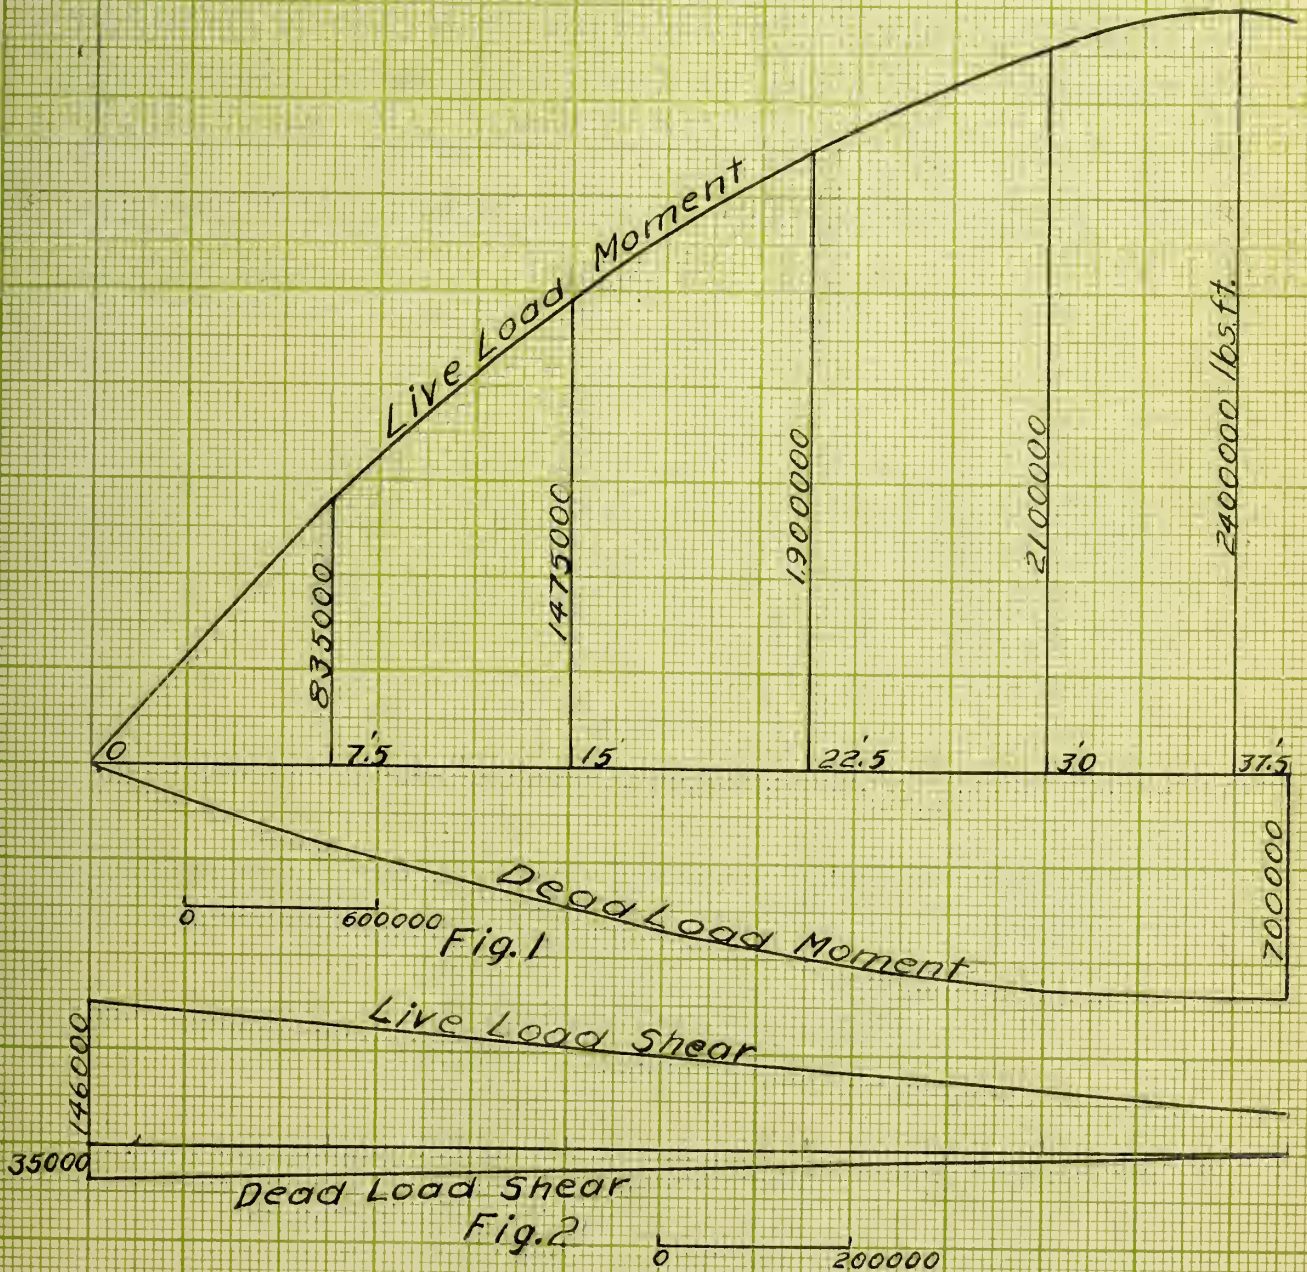 Live Load Moment
835000
1475000
1900000
2100000
2400000 lbs.ft.
0
7.'5
15'
22.'5
30'
37.'5
Dead Load Moment
700000
0 600000
Fig.1
Live Load Shear
146000
35000
Dead Load Shear
Fig.2
0 200000